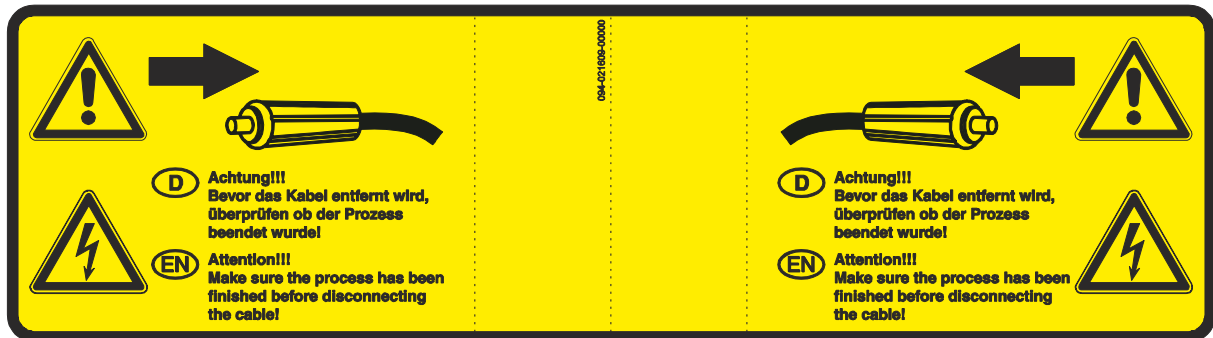 D
Achtung!!!
Bevor das Kabel entfernt wird,
überprüfen ob der Prozess
beendet wurde!
EN
Attention!!!
Make sure the process has been
finished before disconnecting
the cable!
094-021609-00000
D
Achtung!!!
Bevor das Kabel entfernt wird,
überprüfen ob der Prozess
beendet wurde!
EN
Attention!!!
Make sure the process has been
finished before disconnecting
the cable!